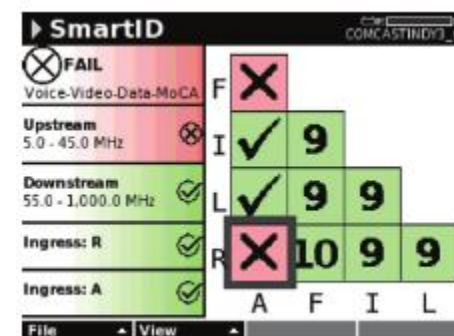 SmartID
COMCASTINDY3_
FAIL
Voice-Video-Data-MoCA
Upstream
5.0 - 45.0 MHz
Downstream
55.0 - 1,000.0 MHz
Ingress: R
Ingress: A
F
I 9
L 9 9
R 10 9 9
A F I L
File View